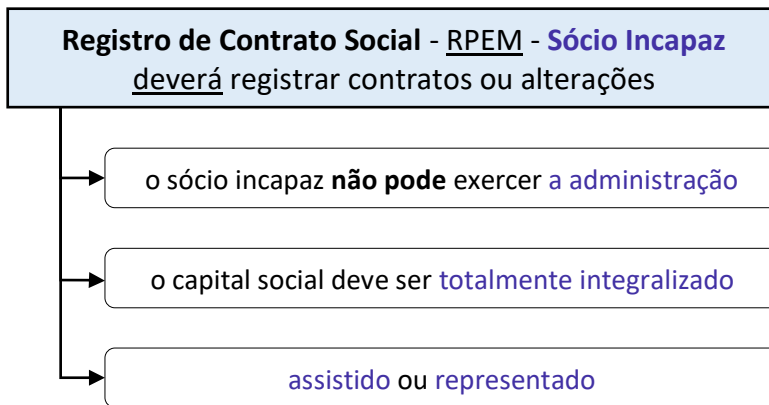 Registro de Contrato Social - RPEM - Sócio Incapaz
deverá registrar contratos ou alterações
o sócio incapaz não pode exercer a administração
o capital social deve ser totalmente integralizado
assistido ou representado